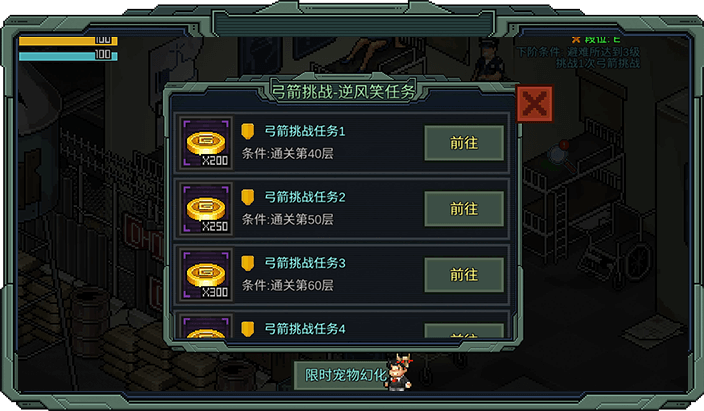 100
100
段位: E
下阶条件 避难所达到3级
挑战1次弓箭挑战
弓箭挑战-逆风笑任务
弓箭挑战任务1
条件:通关第40层
X200
前往
弓箭挑战任务2
条件:通关第50层
X250
前往
弓箭挑战任务3
条件:通关第60层
X300
前往
弓箭挑战任务4
前往
限时宠物幻化